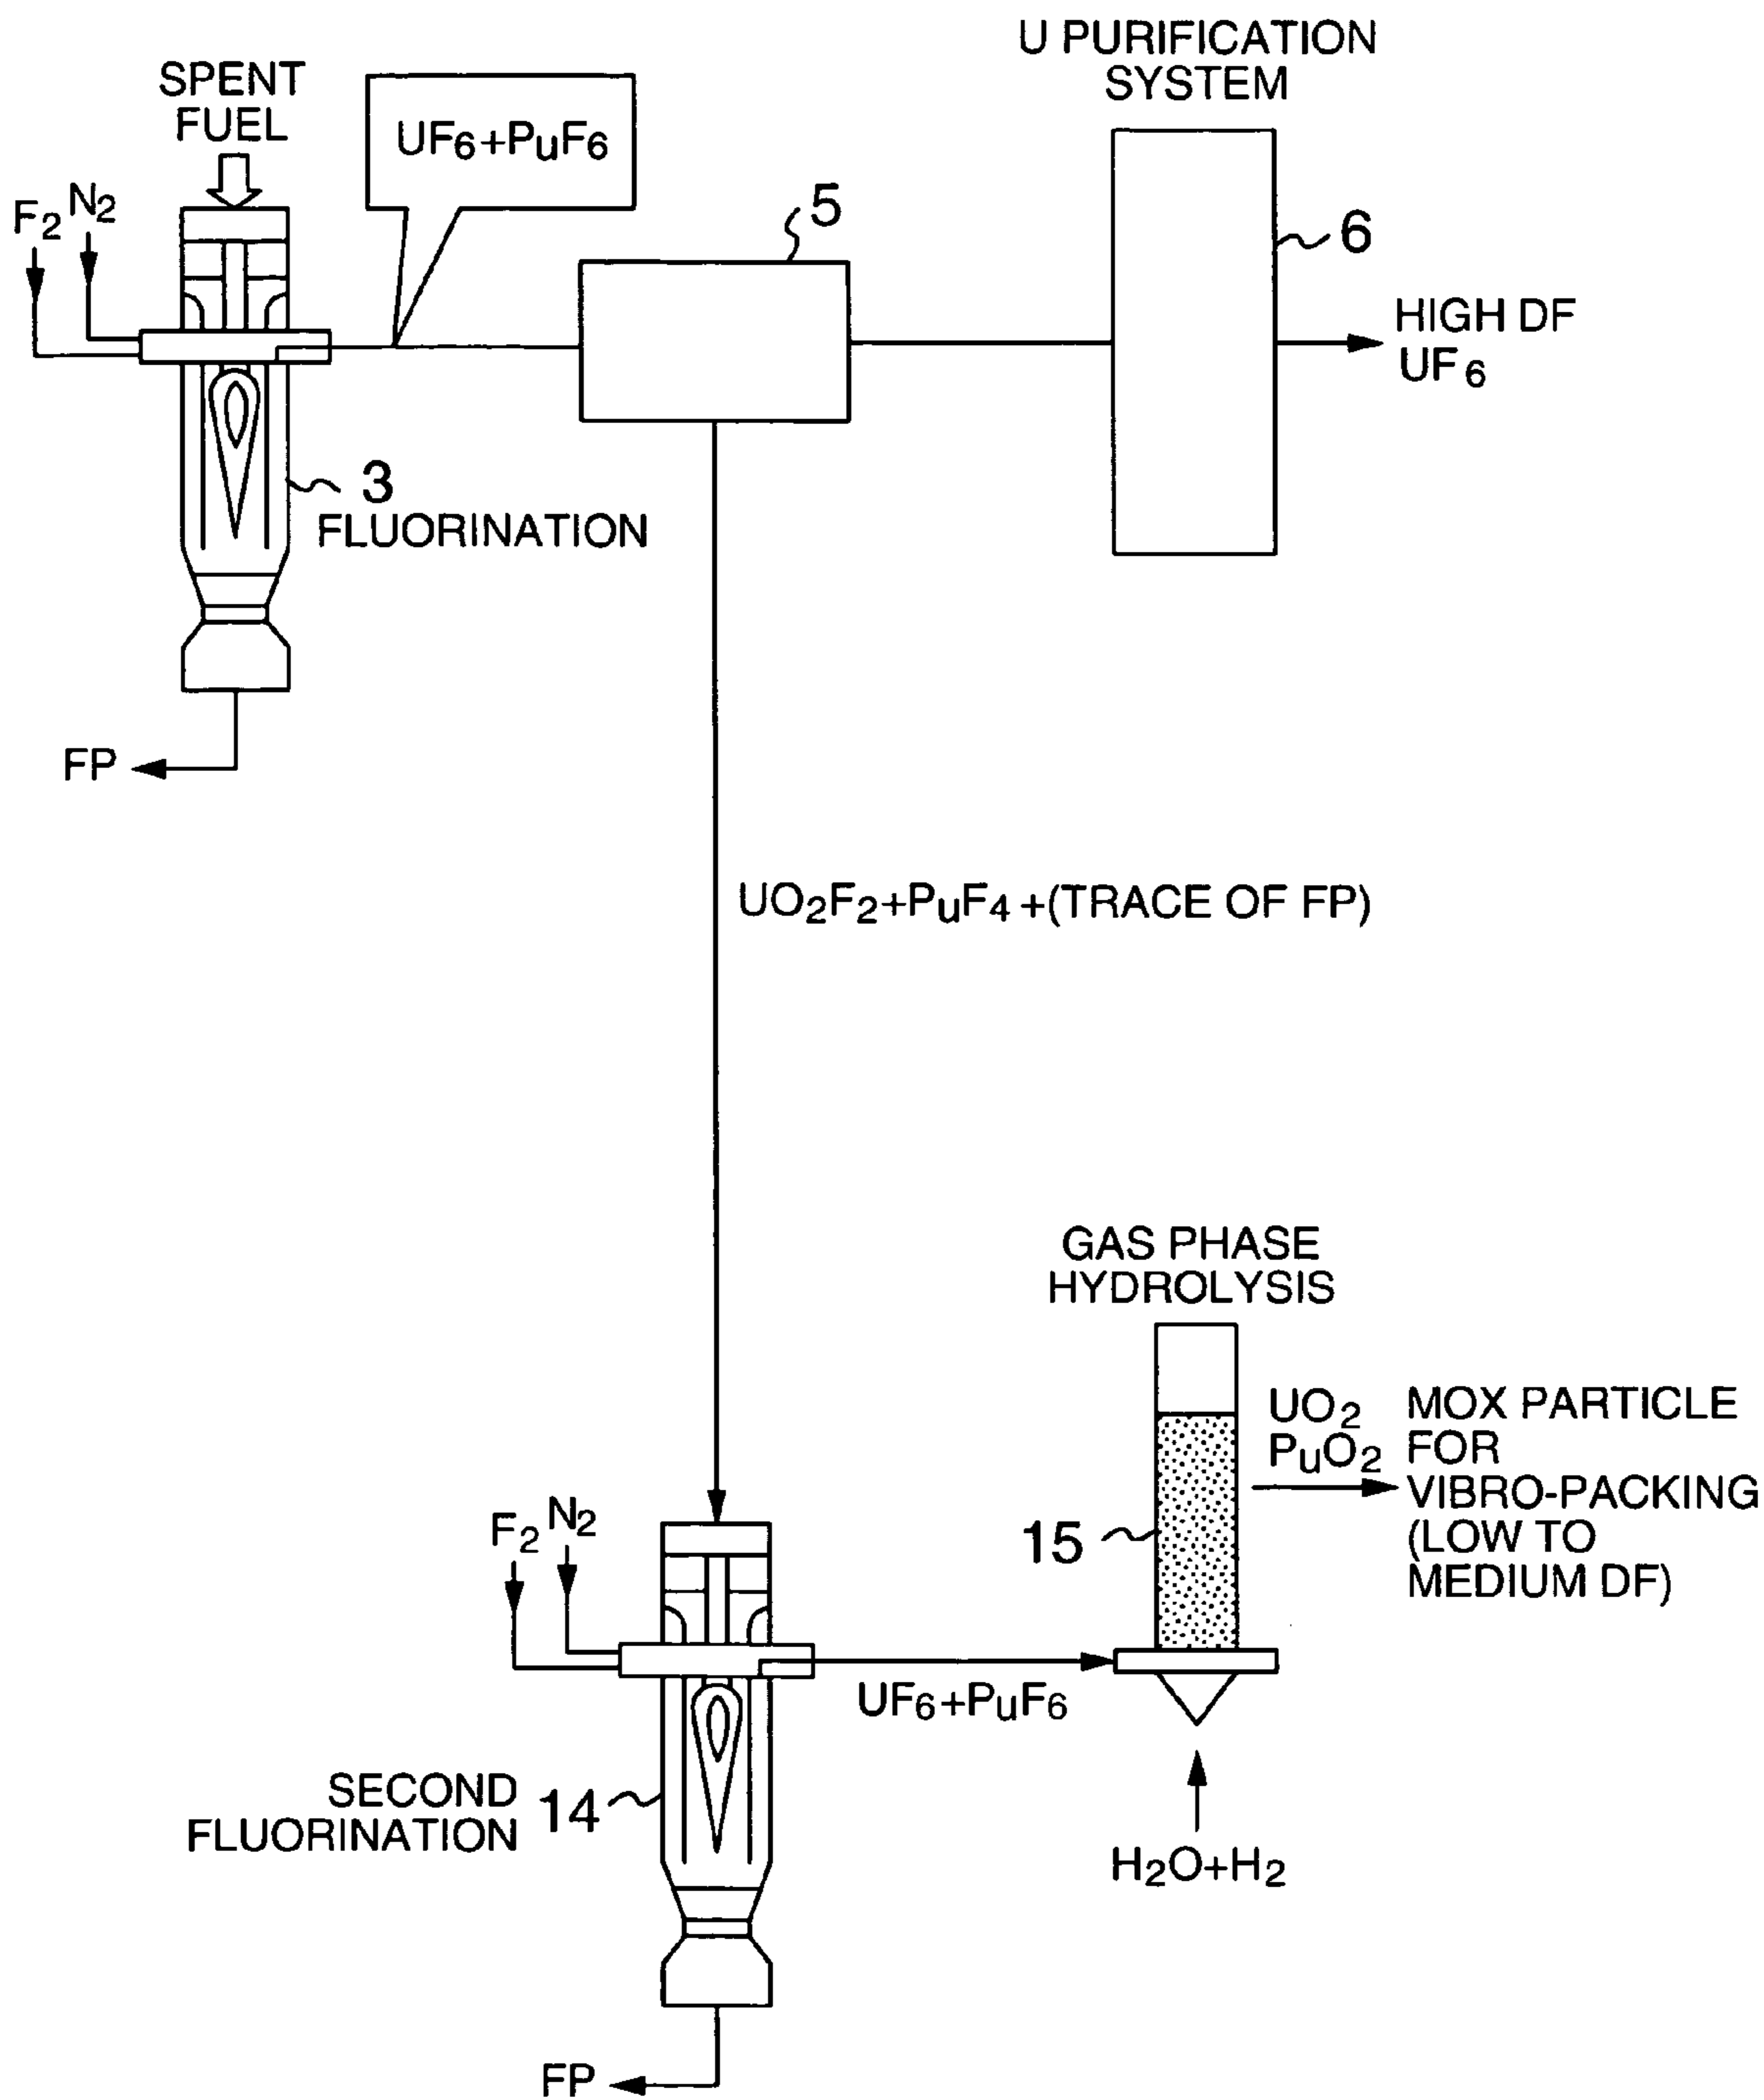 U PURIFICATION
SYSTEM
SPENT
FUEL
UF6+PuF6
F2 N2
5
6
HIGH DF
UF6
3
FLUORINATION
FP
UO2F2+PuF4+(TRACE OF FP)
GAS PHASE
HYDROLYSIS
UO2
PuO2
MOX PARTICLE
FOR
VIBRO-PACKING
(LOW TO
MEDIUM DF)
15
F2 N2
UF6+PuF6
SECOND
FLUORINATION
14
H2O+H2
FP